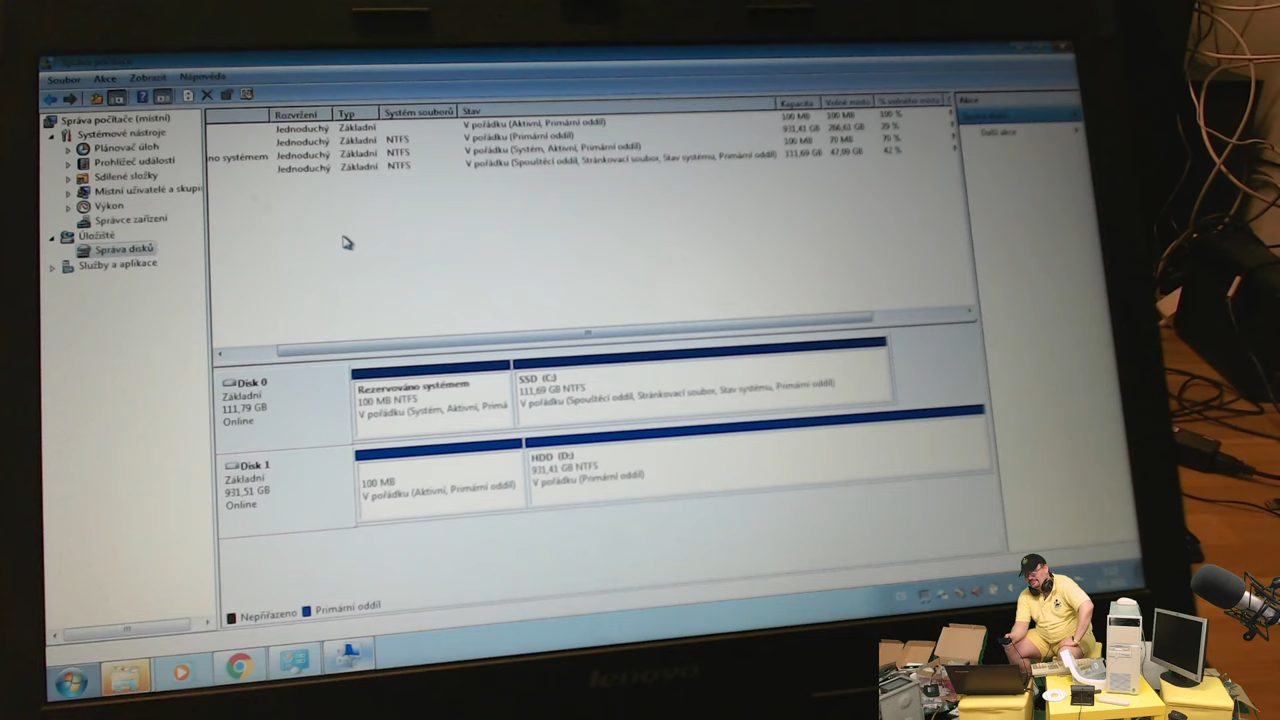 Správa počítače
Soubor Akce Zobrazit Nápověda
Správa počítače (místní)
Systémové nástroje
Plánovač úloh
Prohlížeč událostí
Sdílené složky
Místní uživatelé a skupi
Výkon
Správce zařízení
Úložiště
Správa disků
Služby a aplikace
Rozvržení Typ Systém souborů Stav Kapacita Volné místo % volného místa
Jednoduchý Základní V pořádku (Aktivní, Primární oddíl) 100 MB 100 MB 100 %
Jednoduchý Základní NTFS V pořádku (Primární oddíl) 931,41 GB 266,61 GB 29 %
no systémem Jednoduchý Základní NTFS V pořádku (Systém, Aktivní, Primární oddíl) 100 MB 70 MB 70 %
Jednoduchý Základní NTFS V pořádku (Spouštěcí oddíl, Stránkovací soubor, Stav systému, Primární oddíl) 111,69 GB 47,09 GB 42 %
Akce
Správa disků
Další akce
Disk 0
Základní
111,79 GB
Online
Rezervováno systémem
100 MB NTFS
V pořádku (Systém, Aktivní, Primá
SSD (C:)
111,69 GB NTFS
V pořádku (Spouštěcí oddíl, Stránkovací soubor, Stav systému, Primární oddíl)
Disk 1
Základní
931,51 GB
Online
100 MB
V pořádku (Aktivní, Primární oddíl)
HDD (D:)
931,41 GB NTFS
V pořádku (Primární oddíl)
Nepřiřazeno Primární oddíl
CS
lenovo